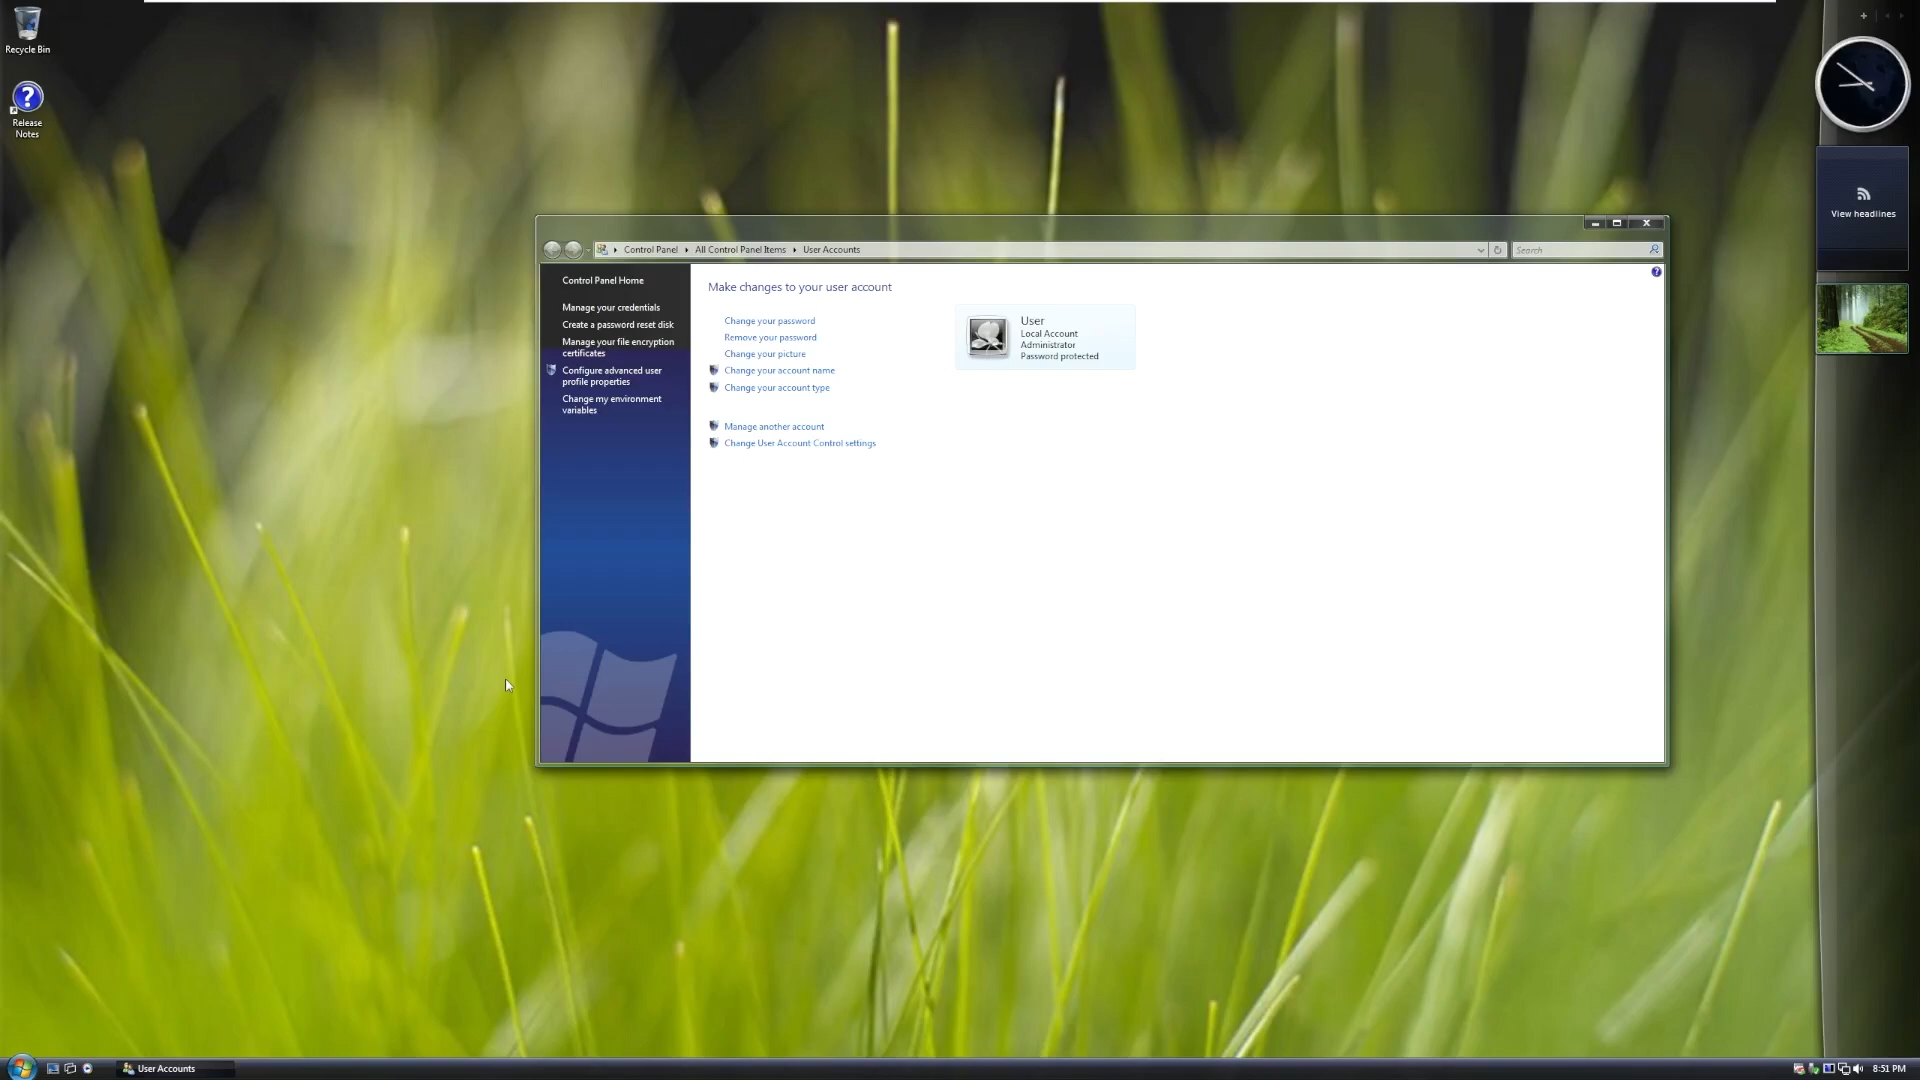 Recycle Bin
Release
Notes
Control Panel
All Control Panel Items
User Accounts
Search
Control Panel Home
Manage your credentials
Create a password reset disk
Manage your file encryption
certificates
Configure advanced user
profile properties
Change my environment
variables
Make changes to your user account
Change your password
Remove your password
Change your picture
Change your account name
Change your account type
Manage another account
Change User Account Control settings
User
Local Account
Administrator
Password protected
View headlines
User Accounts
8:51 PM